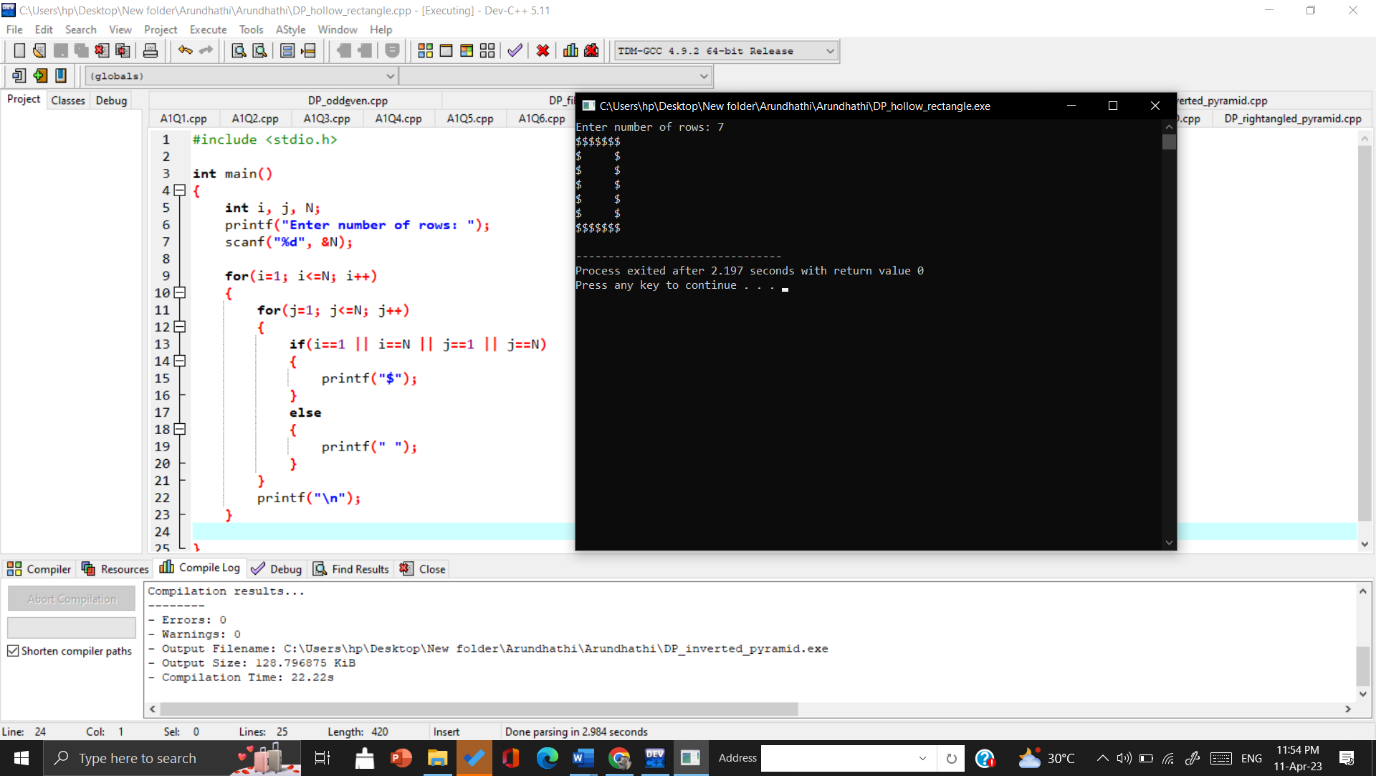 C:\Users\hp\Desktop\New folder\Arundhathi\Arundhathi\DP_hollow_rectangle.cpp - [Executing] - Dev-C++ 5.11
File Edit Search View Project Execute Tools AStyle Window Help
TDM-GCC 4.9.2 64-bit Release
(globals)
Project Classes Debug
DP_oddeven.cpp DP_fi
verted_pyramid.cpp
A1Q1.cpp A1Q2.cpp A1Q3.cpp A1Q4.cpp A1Q5.cpp A1Q6.cpp
).cpp DP_rightangled_pyramid.cpp
1 #include <stdio.h>
2
3 int main()
4 {
5 int i, j, N;
6 printf("Enter number of rows: ");
7 scanf("%d", &N);
8
9 for(i=1; i<=N; i++)
10 {
11 for(j=1; j<=N; j++)
12 {
13 if(i==1 || i==N || j==1 || j==N)
14 {
15 printf("$");
16 }
17 else
18 {
19 printf(" ");
20 }
21 }
22 printf("\n");
23 }
24
25 }
C:\Users\hp\Desktop\New folder\Arundhathi\Arundhathi\DP_hollow_rectangle.exe
Enter number of rows: 7
$$$$$$$
$     $
$     $
$     $
$     $
$     $
$$$$$$$
--------------------------------
Process exited after 2.197 seconds with return value 0
Press any key to continue . . .
Compiler Resources Compile Log Debug Find Results Close
Abort Compilation
Shorten compiler paths
Compilation results...
--------
- Errors: 0
- Warnings: 0
- Output Filename: C:\Users\hp\Desktop\New folder\Arundhathi\Arundhathi\DP_inverted_pyramid.exe
- Output Size: 128.796875 KiB
- Compilation Time: 22.22s
Line: 24 Col: 1 Sel: 0 Lines: 25 Length: 420 Insert Done parsing in 2.984 seconds
Type here to search
DEV
Address
30°C
ENG
11:54 PM
11-Apr-23